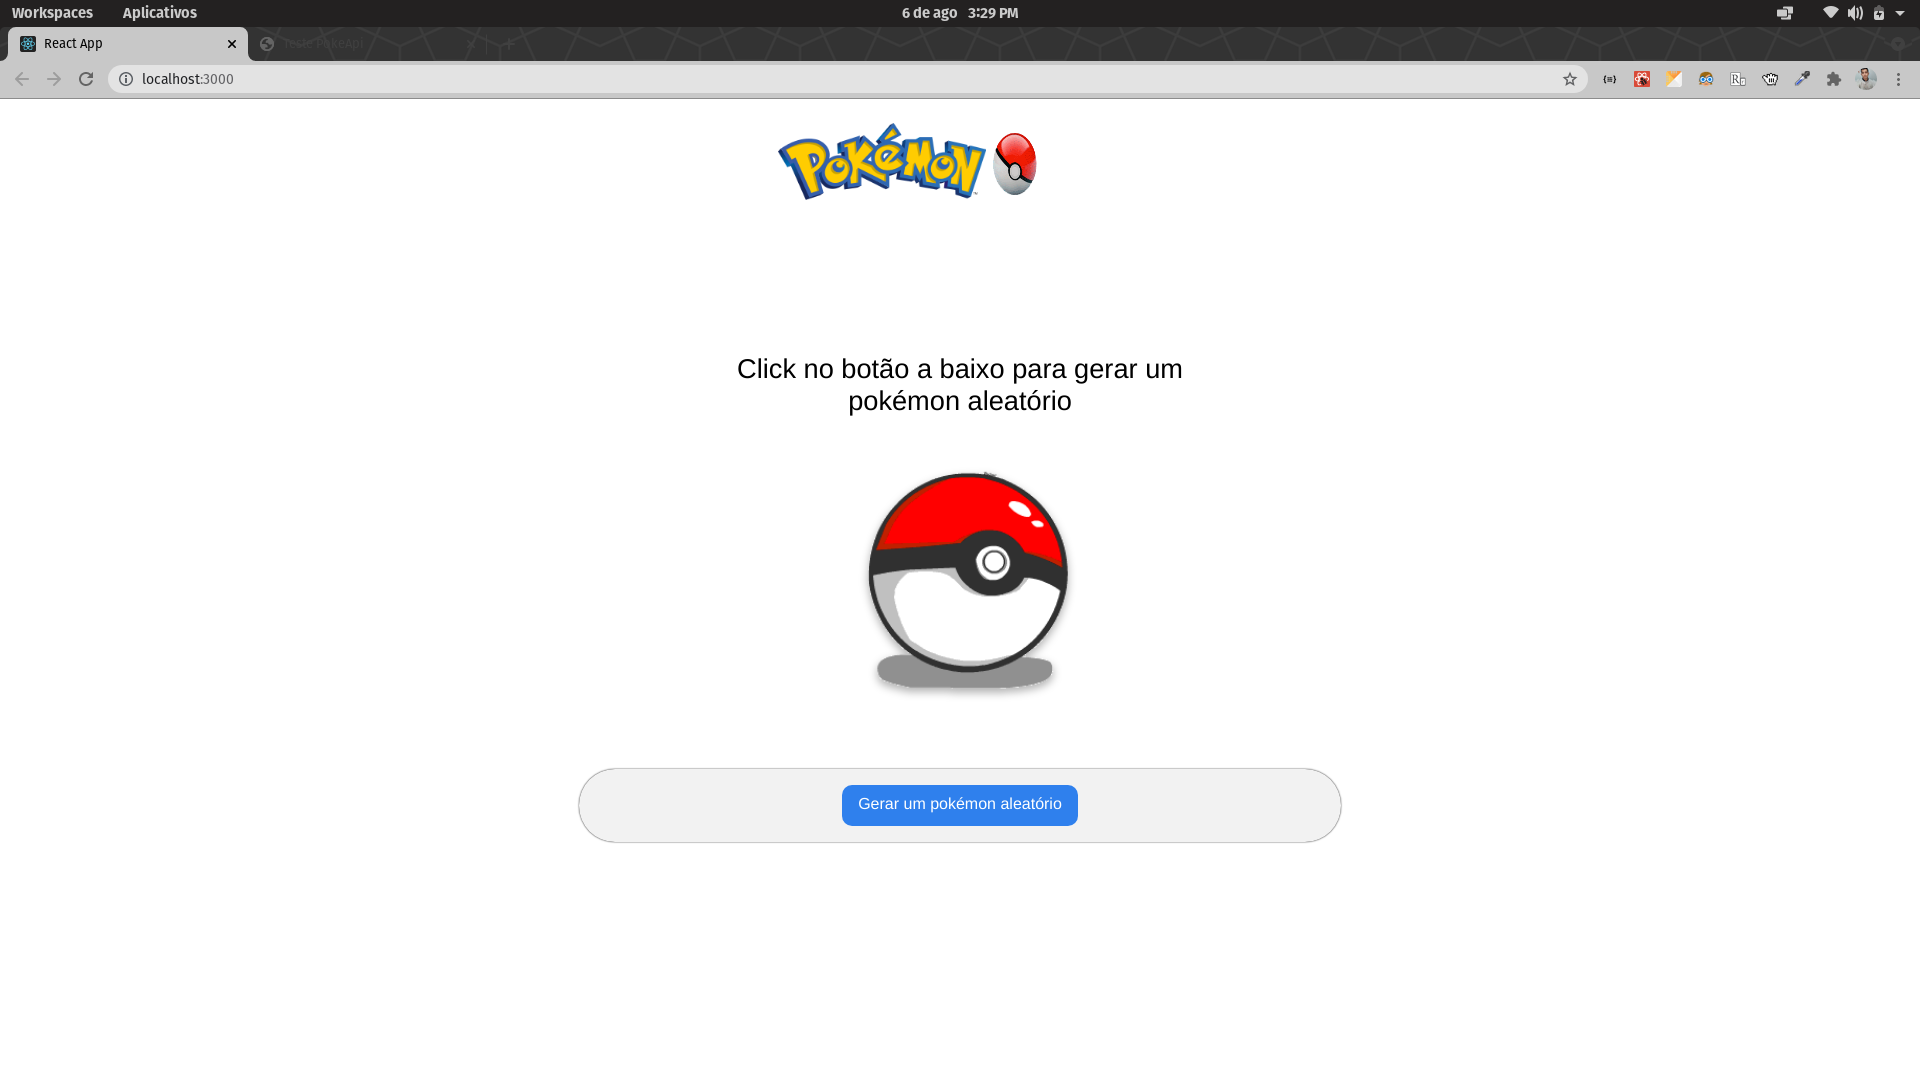 Workspaces Aplicativos 6 de ago 3:29 PM
React App Teste PokeApi
localhost:3000
POKéMON
Click no botão a baixo para gerar um
pokémon aleatório
Gerar um pokémon aleatório